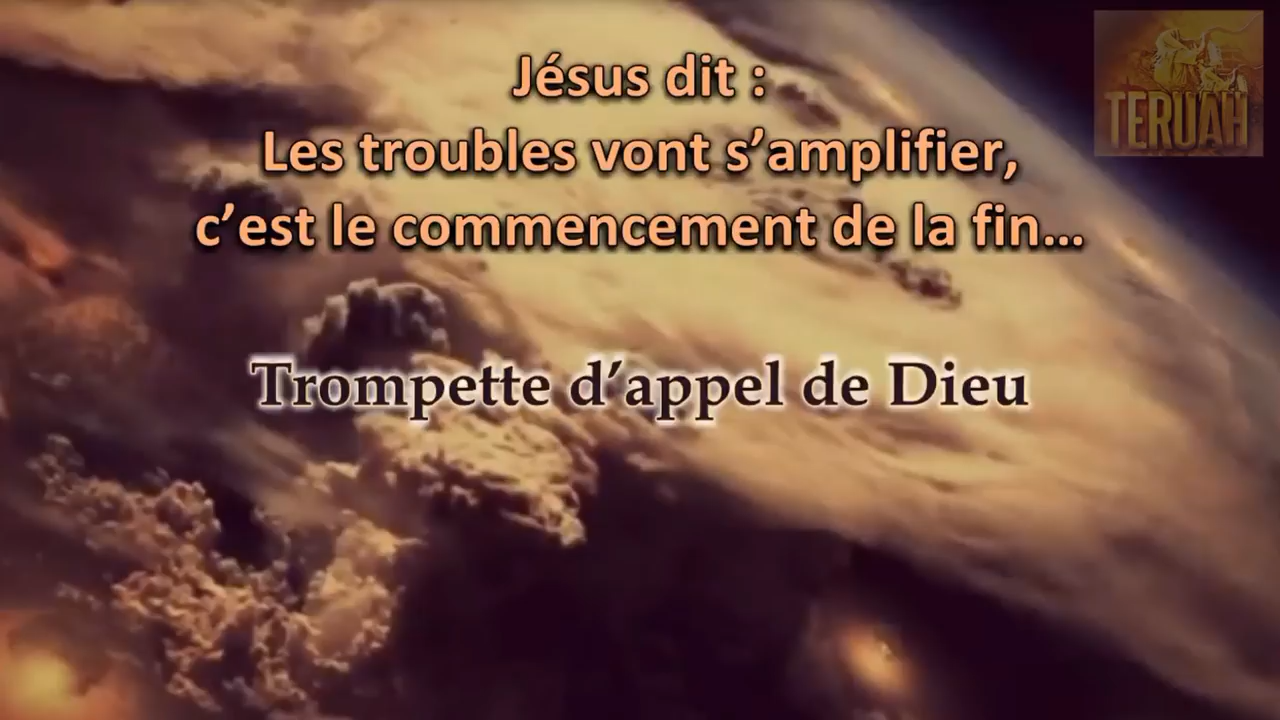 Jésus dit :
Les troubles vont s’amplifier,
c’est le commencement de la fin...
Trompette d’appel de Dieu
TERUAH